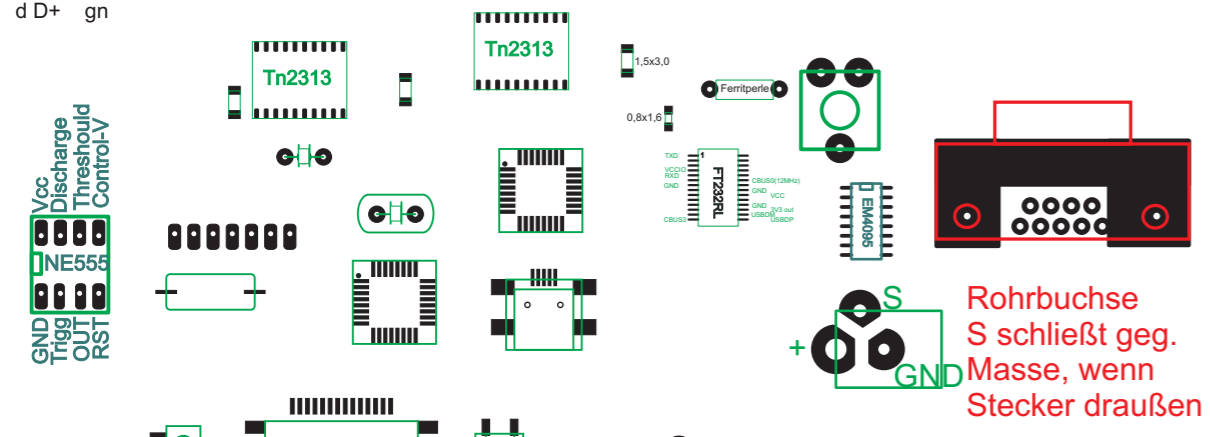 d D+ gn
Tn2313
Tn2313
1,5x3,0
Ferritperle
0,8x1,6
Vcc
Discharge
Threshould
Control-V
NE555
GND
Trigg
OUT
RST
TXD
VCCIO
RXD
GND
CBUS3
1
FT232RL
CBUS0(12MHz)
GND
VCC
GND
3V3 out
USBDM
USBDP
EM4095
S
+
GND
Rohrbuchse
S schließt geg.
Masse, wenn
Stecker draußen